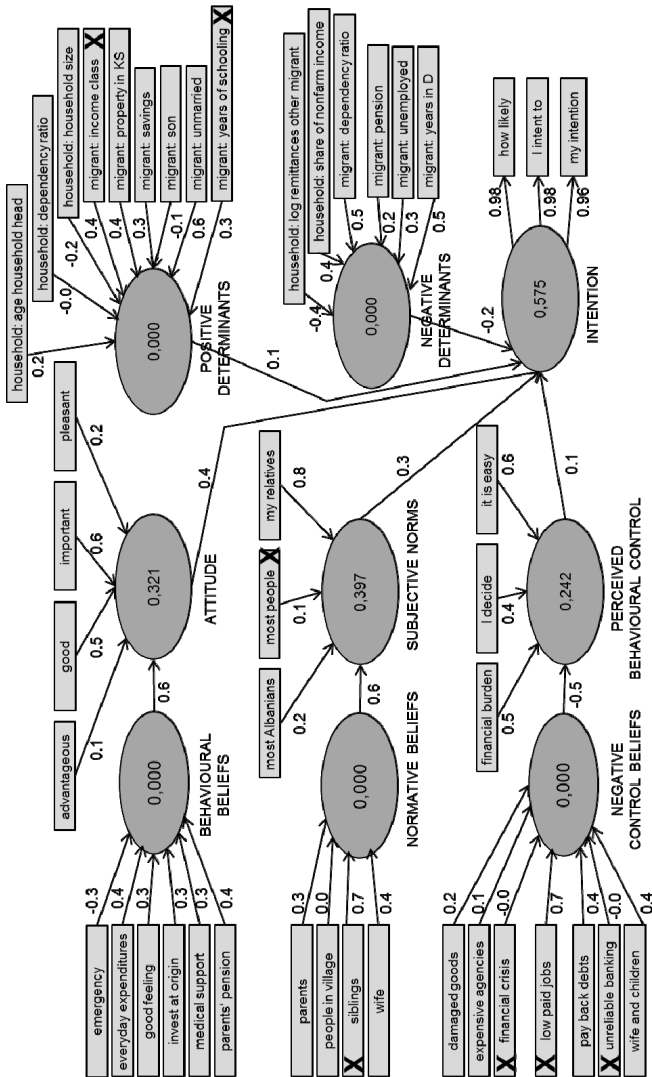 emergency
everyday expenditures
good feeling
invest at origin
medical support
parents' pension
-0.3
0.4
0.3
0.3
0.3
0.4
0,000
BEHAVIOURAL
BELIEFS
0.6
advantageous
good
important
pleasant
0.1
0.5
0.6
0.2
0,321
ATTITUDE
0.4
household: age household head
household: dependency ratio
household: household size
migrant: income class X
migrant: property in KS
migrant: savings
migrant: son
migrant: unmarried
migrant: years of schooling X
0.2
-0.0
-0.2
0.4
0.4
0.3
-0.1
0.6
0.3
0,000
POSITIVE
DETERMINANTS
0.1
parents
people in village
X siblings
wife
0.3
0.0
0.7
0.4
0,000
NORMATIVE BELIEFS
0.6
most Albanians
most people X
my relatives
0.2
0.1
0.8
0,397
SUBJECTIVE NORMS
0.3
household: log remittances other migrant
household: share of nonfarm income
migrant: dependency ratio
migrant: pension
migrant: unemployed
migrant: years in D
-0.4
0.4
0.5
0.2
0.3
0.5
0,000
NEGATIVE
DETERMINANTS
-0.2
damaged goods
expensive agencies
X financial crisis
X low paid jobs
pay back debts
X unreliable banking
wife and children
0.2
0.1
-0.0
0.7
0.4
-0.0
0.4
0,000
NEGATIVE
CONTROL BELIEFS
-0.5
financial burden
I decide
it is easy
0.5
0.4
0.6
0,242
PERCEIVED
BEHAVIOURAL CONTROL
0.1
0,575
INTENTION
0.98
0.98
0.96
how likely
I intent to
my intention